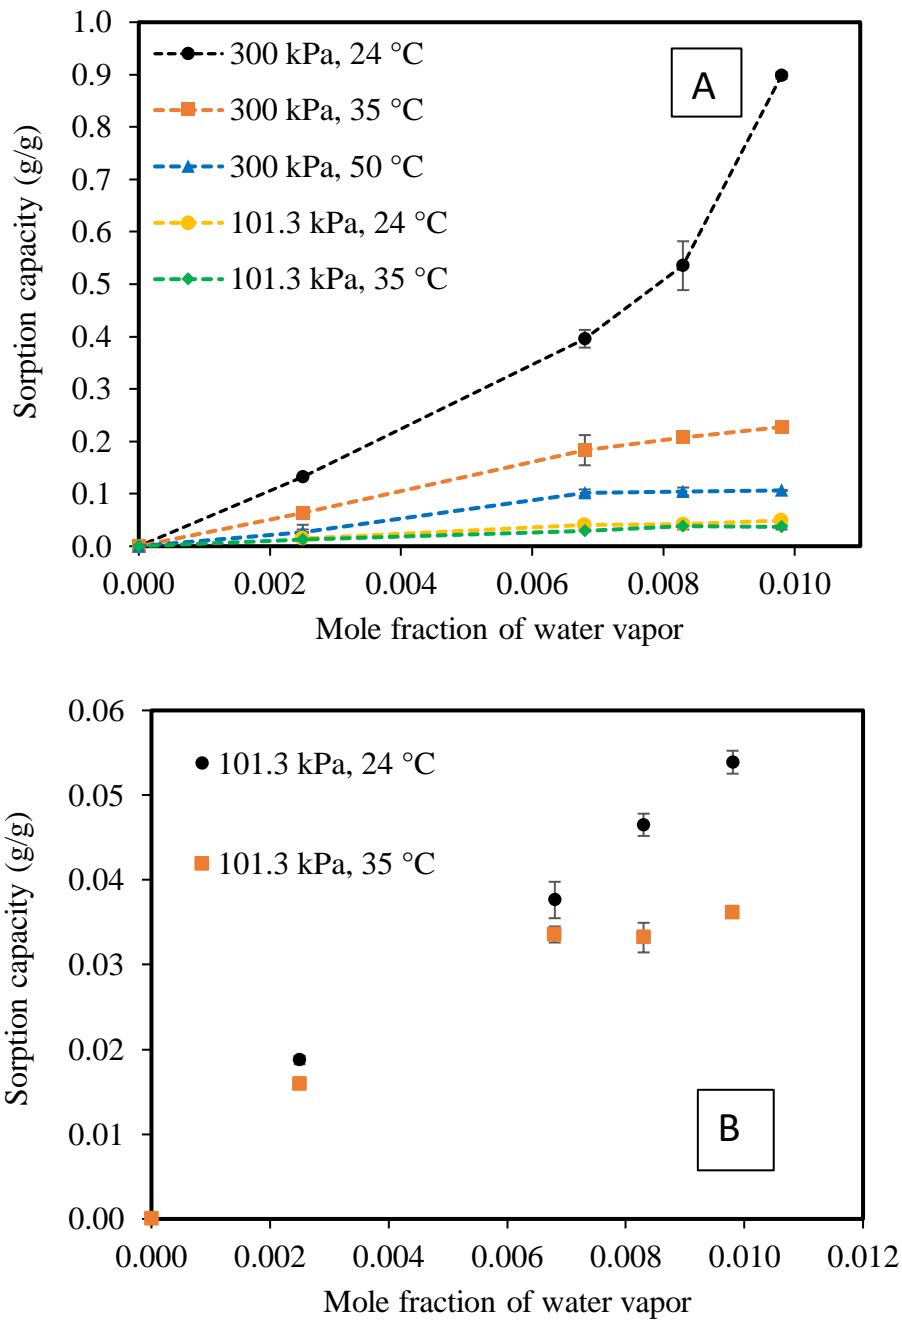 1.0
0.9
0.8
0.7
0.6
0.5
0.4
0.3
0.2
0.1
0.0
Sorption capacity (g/g)
300 kPa, 24 °C
300 kPa, 35 °C
300 kPa, 50 °C
101.3 kPa, 24 °C
101.3 kPa, 35 °C
A
0.000 0.002 0.004 0.006 0.008 0.010
Mole fraction of water vapor
0.06
0.05
0.04
0.03
0.02
0.01
0.00
Sorption capacity (g/g)
101.3 kPa, 24 °C
101.3 kPa, 35 °C
B
0.000 0.002 0.004 0.006 0.008 0.010 0.012
Mole fraction of water vapor